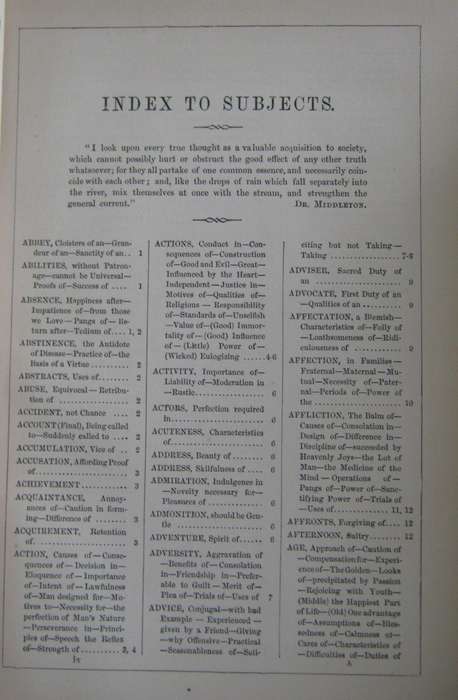 INDEX TO SUBJECTS.
"I look upon every true thought as a valuable acquisition to society,
which cannot possibly hurt or obstruct the good effect of any other truth
whatsoever; for they all partake of one common essence, and necessarily coin-
cide with each other; and, like the drops of rain which fall separately into
the river, mix themselves at once with the stream, and strengthen the
general current." DR. MIDDLETON.
ABBEY, Cloisters of an—Gran-
deur of an—Sanctity of an.. 1
ABILITIES, without Patron-
age—cannot be Universal—
Proofs of—Success of .... 1
ABSENCE, Happiness after—
Impatience of—from those
we Love—Pangs of—Re-
turn after—Tedium of.... 1, 2
ABSTINENCE, the Antidote
of Disease—Practice of—the
Basis of a Virtue .......... 2
ABSTRACTS, Uses of........ 2
ABUSE, Equivocal—Retribu-
tion of .................. 2
ACCIDENT, not Chance .... 2
ACCOUNT (Final), Being called
to—Suddenly called to .... 2
ACCUMULATION, Vice of .. 2
ACCUSATION, Affording Proof
of........................ 3
ACHIEVEMENT .............. 3
ACQUAINTANCE, Annoy-
ances of—Caution in form-
ing—Difference of ........ 3
ACQUIREMENT, Retention
of........................ 3
ACTION, Causes of—Conse-
quences of—Decision in—
Eloquence of—Importance
of—Intent of—Lawfulness
of—Man designed for—Mo-
tives to—Necessity for—the
perfection of Man's Nature
—Perseverance in—Princi-
ples of—Speech the Reflex
of—Strength of.......... 3, 4
iv
ACTIONS, Conduct in—Con-
sequences of—Construction
of—Good and Evil—Great—
Influenced by the Heart—
Independent—Justice in—
Motives of—Qualities of—
Religious—Responsibility
of—Standards of—Unselfish
—Value of—(Good) Immor-
tality of—(Good) Influence
of—(Little) Power of—
(Wicked) Eulogising ...... 4-6
ACTIVITY, Importance of—
Liability of—Moderation in
—Rustic.................. 6
ACTORS, Perfection required
in........................ 6
ACUTENESS, Characteristics
of........................ 6
ADDRESS, Beauty of ........ 6
ADDRESS, Skilfulness of .... 6
ADMIRATION, Indulgence in
—Novelty necessary for—
Pleasures of .............. 6
ADMONITION, should be Gen-
tle ...................... 6
ADVENTURE, Spirit of...... 6
ADVERSITY, Aggravation of
—Benefits of—Consolation
in—Friendship in—Prefer-
able to Guilt—Merit of—
Plea of—Trials of—Uses of 7
ADVICE, Conjugal—with bad
Example—Experienced—
given by a Friend—Giving
—why Offensive—Practical
—Seasonableness of—Soli-
citing but not Taking—
Taking .................. 7-8
ADVISER, Sacred Duty of
an ...................... 9
ADVOCATE, First Duty of an
—Qualities of an .......... 9
AFFECTATION, a Blemish—
Characteristics of—Folly of
—Loathsomeness of—Ridi-
culousness of ............ 9
AFFECTION, in Families—
Fraternal—Maternal—Mu-
tual—Necessity of—Pater-
nal—Periods of—Power of
the ...................... 10
AFFLICTION, The Balm of—
Causes of—Consolation in—
Design of—Difference in—
Discipline of—succeeded by
Heavenly Joys—the Lot of
Man—the Medicine of the
Mind—Operations of—
Pangs of—Power of—Sanc-
tifying Power of—Trials of
—Uses of.............. 11, 12
AFFRONTS, Forgiving of.... 12
AFTERNOON, Sultry........ 12
AGE, Approach of—Caution of
—Compensation for—Experi-
ence of—The Golden—Looks
of—precipitated by Passion
—Rejoicing with Youth—
(Middle) the Happiest Part
of Life—(Old) One advantage
of—Assumptions of—Bles-
sedness of—Calmness of—
Cares of—Characteristics of
—Difficulties of—Duties of